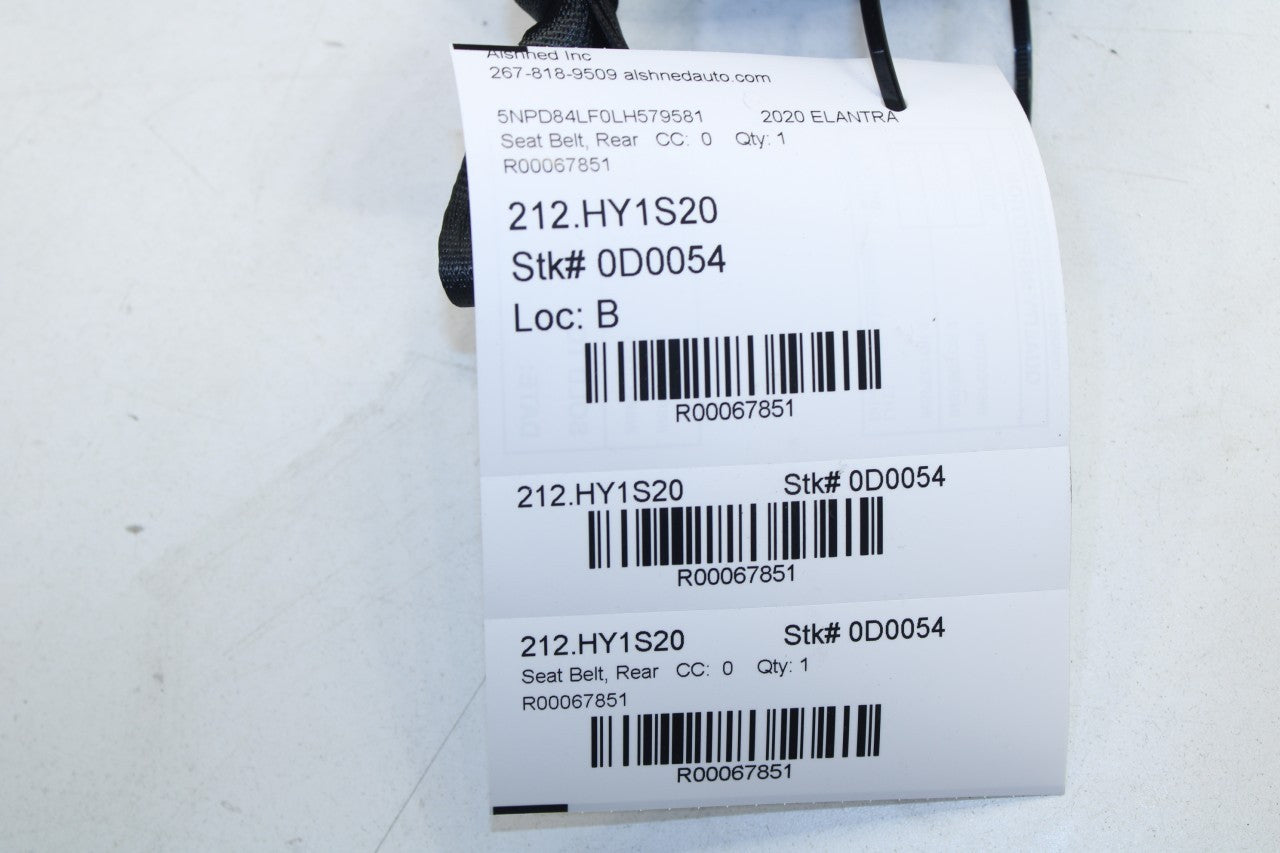 Alshned Inc
267-818-9509 alshnedauto.com
5NPD84LF0LH579581 2020 ELANTRA
Seat Belt, Rear CC: 0 Qty: 1
R00067851
212.HY1S20
Stk# 0D0054
Loc: B
R00067851
212.HY1S20 Stk# 0D0054
R00067851
212.HY1S20 Stk# 0D0054
Seat Belt, Rear CC: 0 Qty: 1
R00067851
R00067851